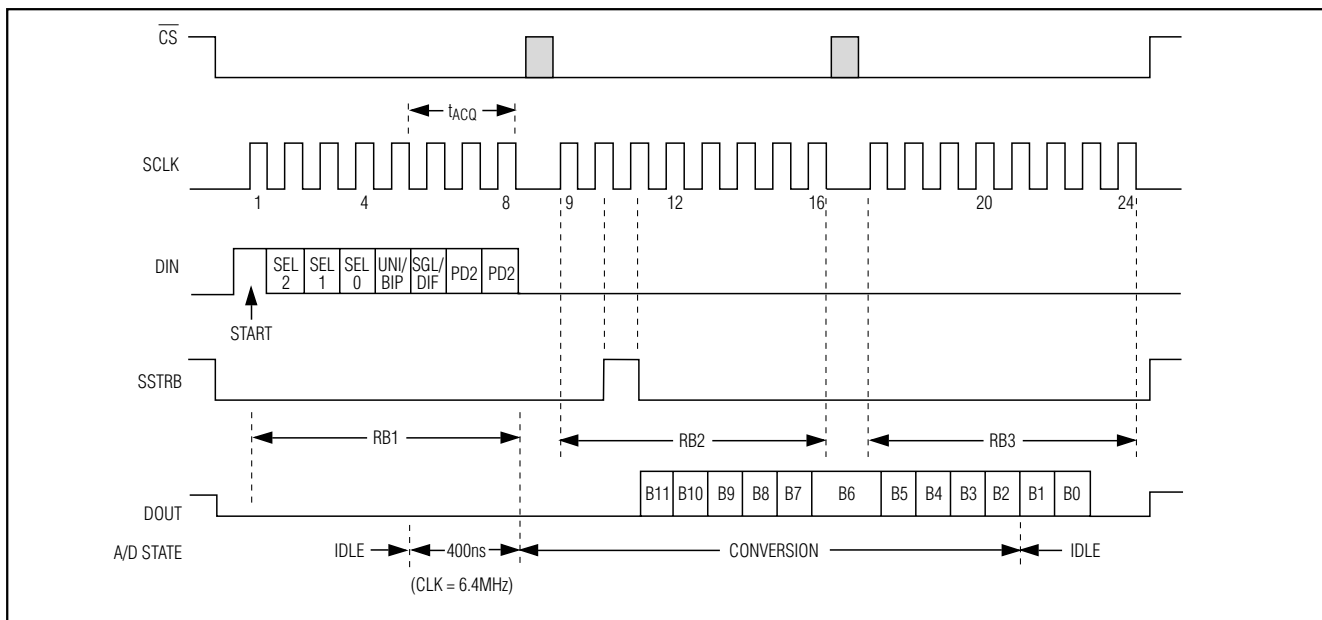 CS
tACQ
SCLK
1 4 8 9 12 16 20 24
DIN
SEL 2
SEL 1
SEL 0
UNI/ BIP
SGL/ DIF
PD2
PD2
START
SSTRB
RB1 RB2 RB3
DOUT
B11 B10 B9 B8 B7 B6 B5 B4 B3 B2 B1 B0
A/D STATE
IDLE 400ns CONVERSION IDLE
(CLK = 6.4MHz)